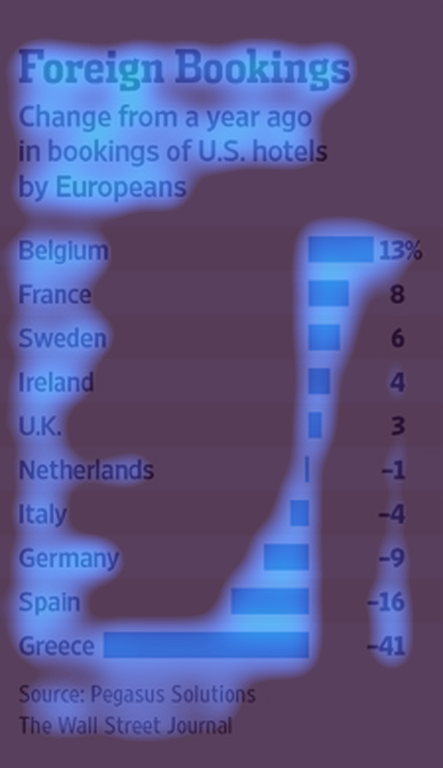 Foreign Bookings
Change from a year ago
in bookings of U.S. hotels
by Europeans
Belgium 13%
France 8
Sweden 6
Ireland 4
U.K. 3
Netherlands –1
Italy –4
Germany –9
Spain –16
Greece –41
Source: Pegasus Solutions
The Wall Street Journal